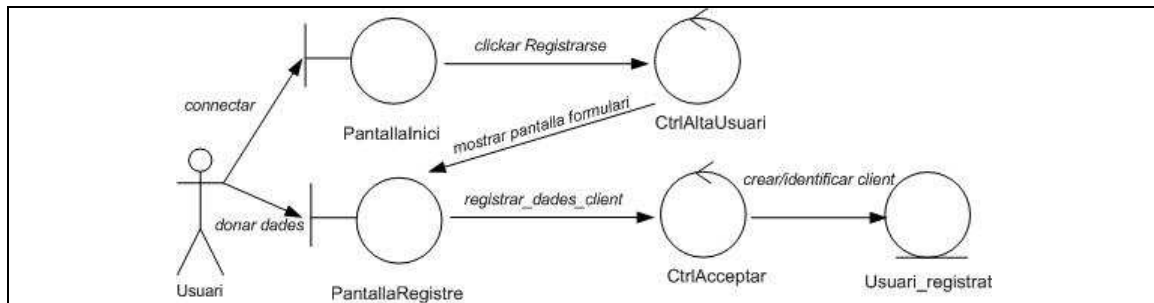 clickar Registrarse
connectar
PantallaInici
CtrlAltaUsuari
mostrar pantalla formulari
crear/identificar client
registrar_dades_client
donar dades
Usuari
PantallaRegistre
CtrlAcceptar
Usuari_registrat